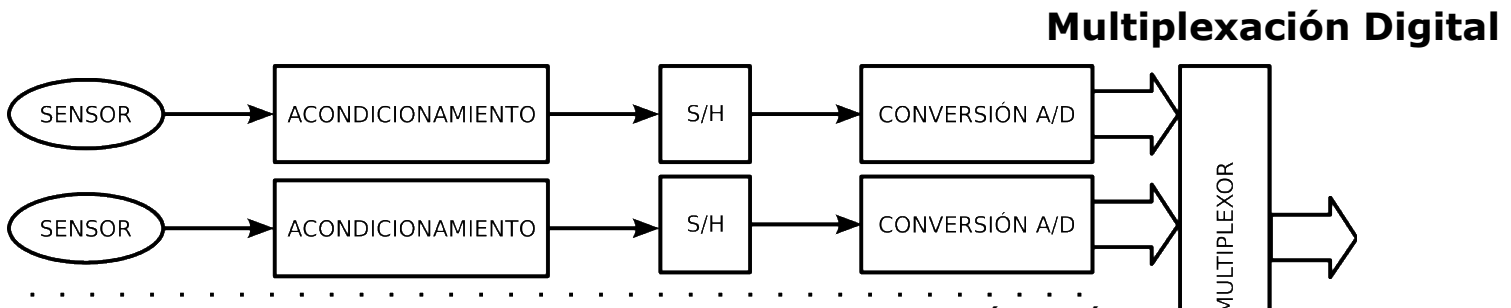 Multiplexación Digital
SENSOR
ACONDICIONAMIENTO
S/H
CONVERSIÓN A/D
SENSOR
ACONDICIONAMIENTO
S/H
CONVERSIÓN A/D
MULTIPLEXOR